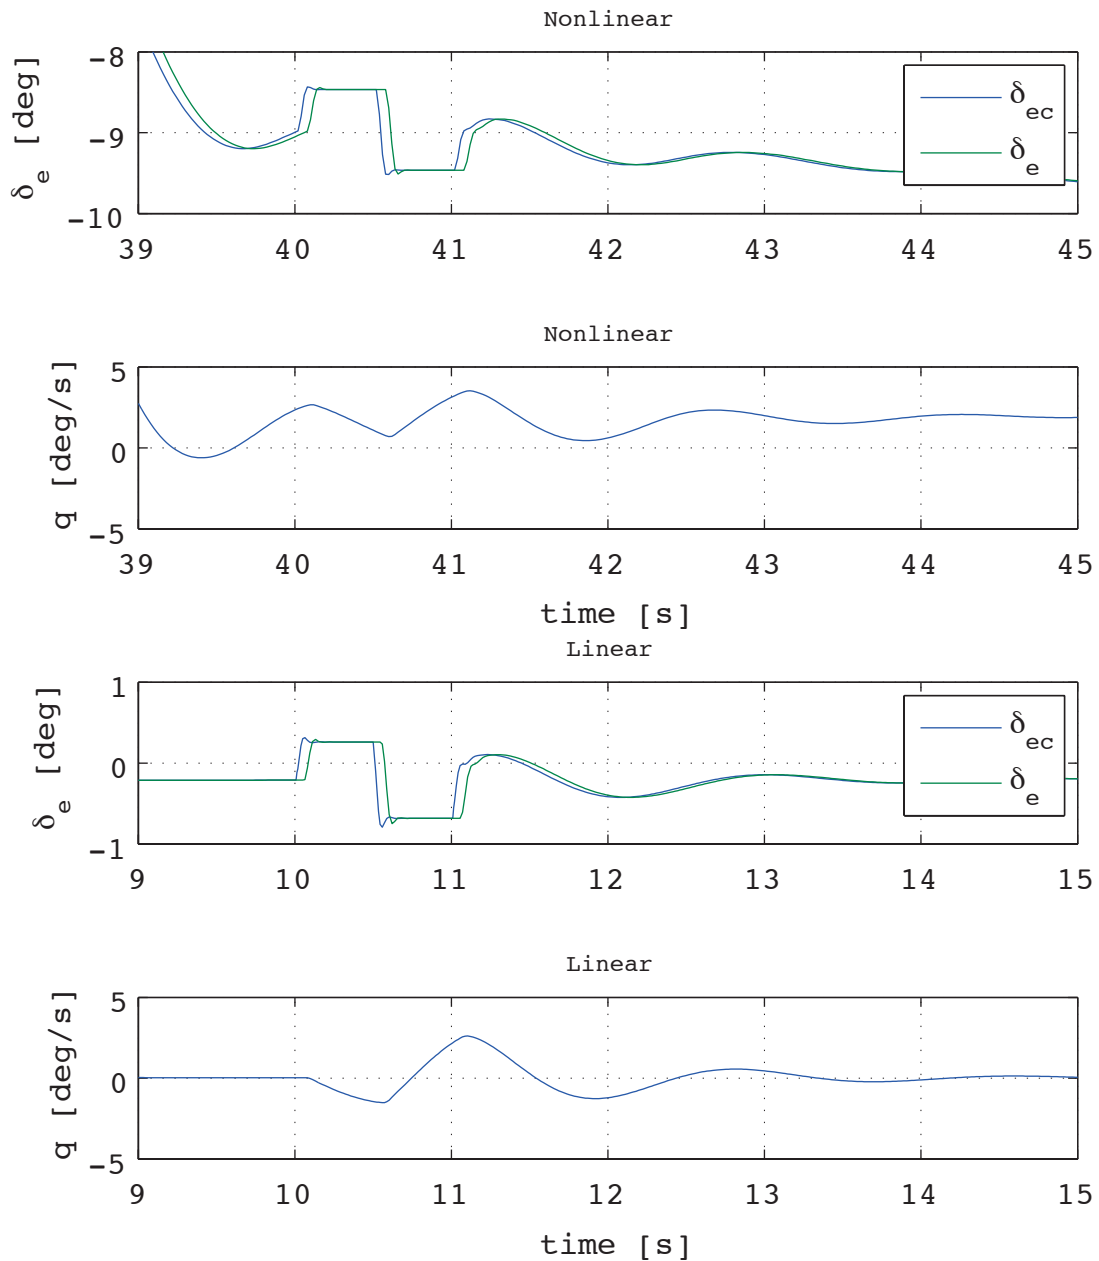 Nonlinear
δe [deg]
−8
−9
−10
δec
δe
39 40 41 42 43 44 45
Nonlinear
q [deg/s]
5
0
−5
39 40 41 42 43 44 45
time [s]
Linear
δe [deg]
1
0
−1
δec
δe
9 10 11 12 13 14 15
Linear
q [deg/s]
5
0
−5
9 10 11 12 13 14 15
time [s]